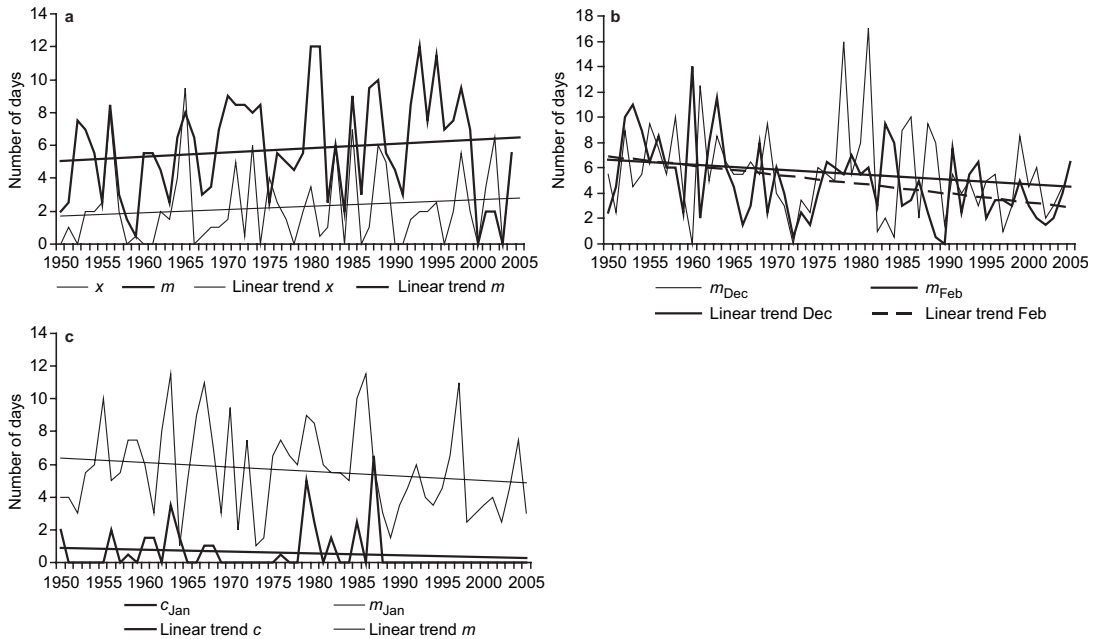 a
14
12
10
8
6
4
2
0
Number of days
1950 1955 1960 1965 1970 1975 1980 1985 1990 1995 2000 2005
x m Linear trend x Linear trend m
b
18
16
14
12
10
8
6
4
2
0
Number of days
1950 1955 1960 1965 1970 1975 1980 1985 1990 1995 2000 2005
mDec mFeb
Linear trend Dec Linear trend Feb
c
14
12
10
8
6
4
2
0
Number of days
1950 1955 1960 1965 1970 1975 1980 1985 1990 1995 2000 2005
cJan mJan
Linear trend c Linear trend m